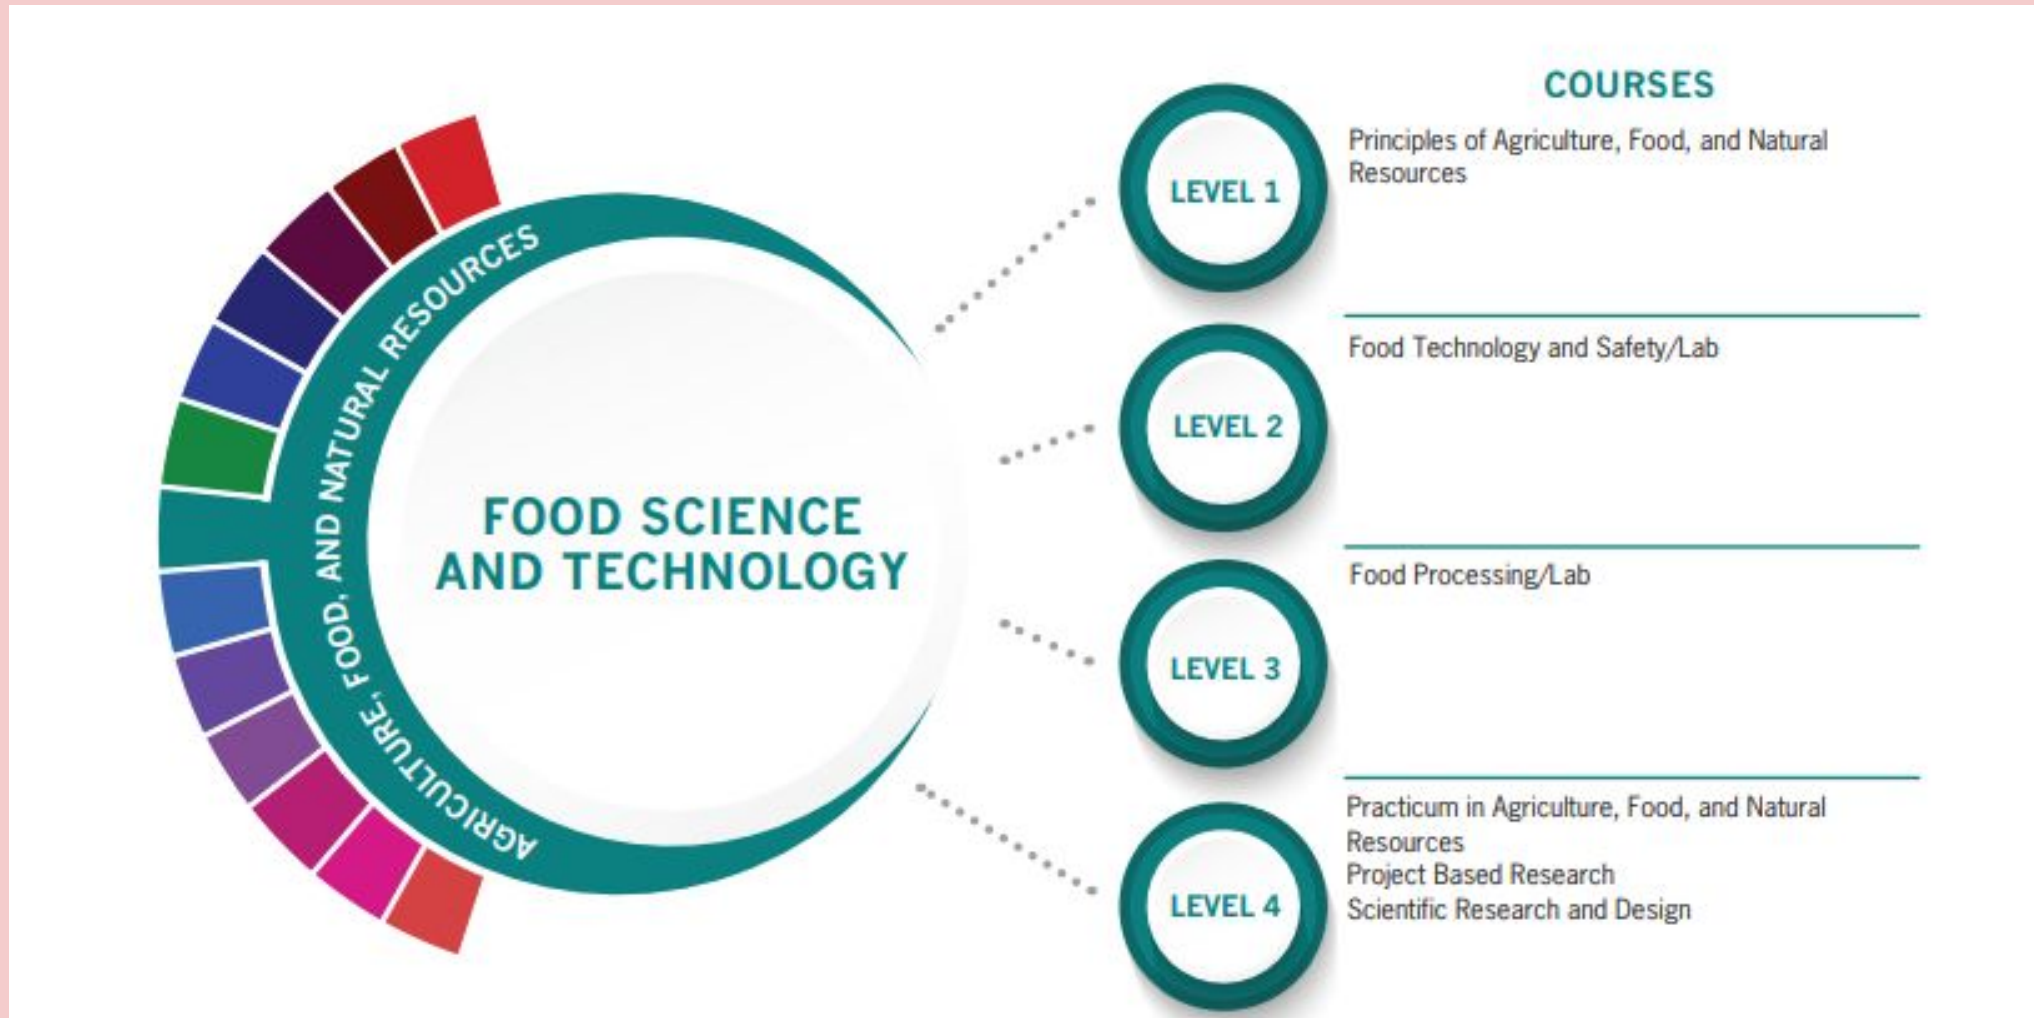 AGRICULTURE, FOOD, AND NATURAL RESOURCES
FOOD SCIENCE
AND TECHNOLOGY
COURSES
LEVEL 1
Principles of Agriculture, Food, and Natural
Resources
LEVEL 2
Food Technology and Safety/Lab
LEVEL 3
Food Processing/Lab
LEVEL 4
Practicum in Agriculture, Food, and Natural
Resources
Project Based Research
Scientific Research and Design